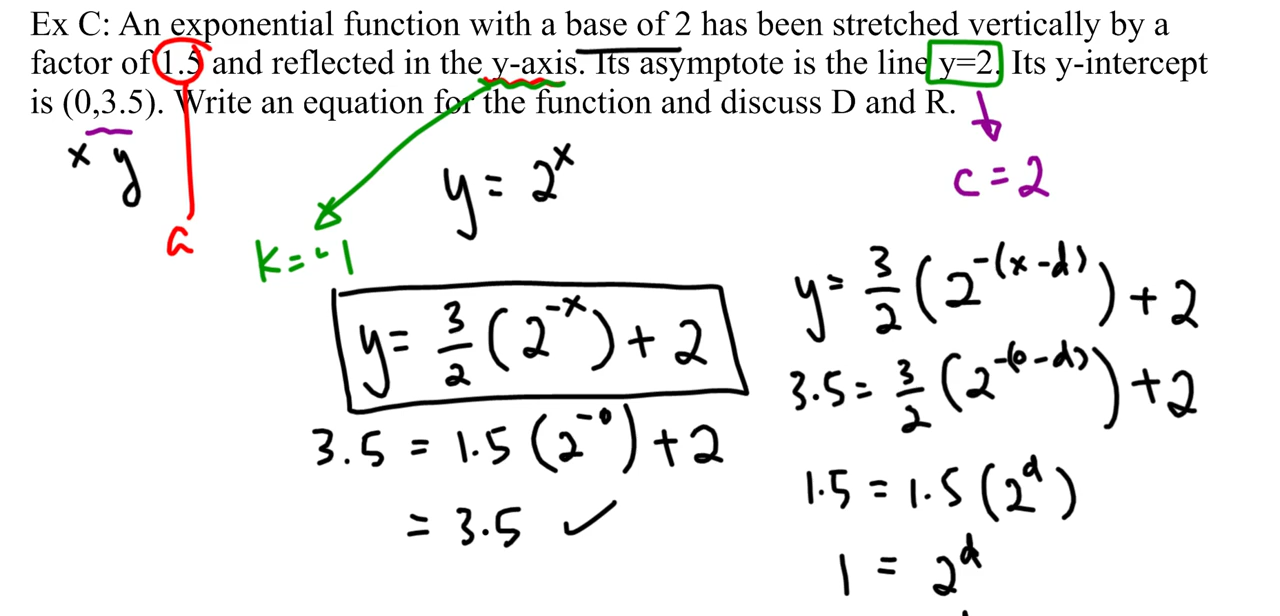 Ex C: An exponential function with a base of 2 has been stretched vertically by a
factor of 1.5 and reflected in the y-axis. Its asymptote is the line y=2. Its y-intercept
is (0,3.5). Write an equation for the function and discuss D and R.
x y
a
k = -1
y = 2^x
c = 2
y = 3/2 (2^-x) + 2
3.5 = 1.5 (2^-0) + 2
= 3.5 ✓
y = 3/2 (2^-(x-d)) + 2
3.5 = 3/2 (2^-(0-d)) + 2
1.5 = 1.5 (2^d)
1 = 2^d